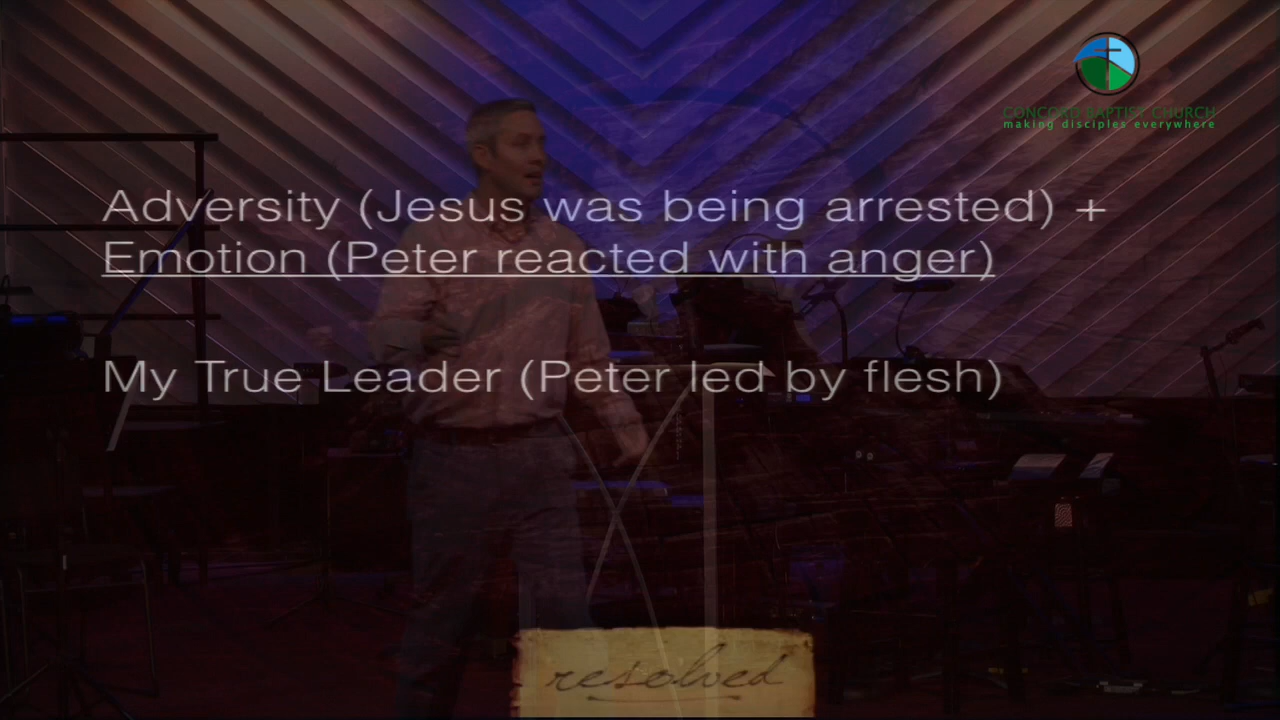 CONCORD BAPTIST CHURCH
making disciples everywhere
Adversity (Jesus was being arrested) +
Emotion (Peter reacted with anger)
My True Leader (Peter led by flesh)
resolved